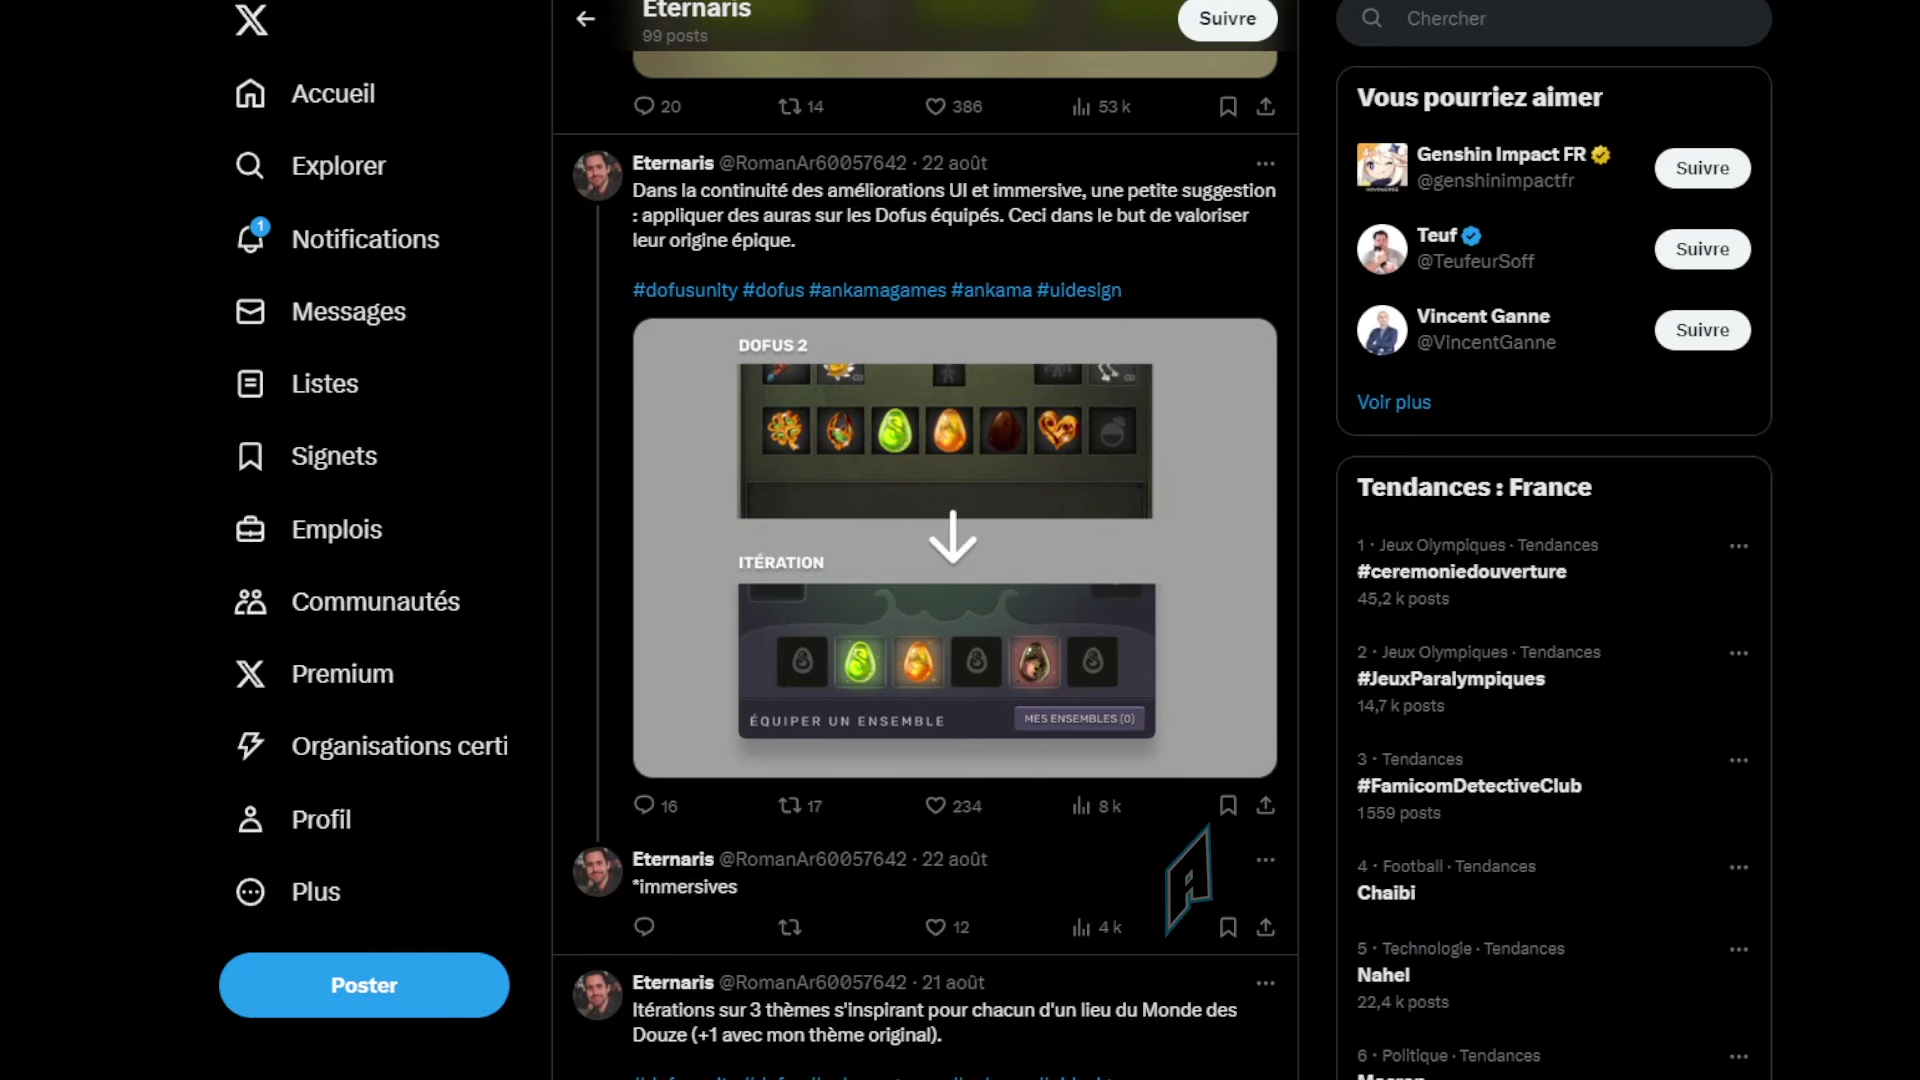 Accueil
Explorer
1
Notifications
Messages
Listes
Signets
Emplois
Communautés
Premium
Organisations certi
Profil
Plus
Poster
Eternaris
99 posts
Suivre
20
14
386
53 k
Eternaris @RomanAr60057642 · 22 août
Dans la continuité des améliorations UI et immersive, une petite suggestion
: appliquer des auras sur les Dofus équipés. Ceci dans le but de valoriser
leur origine épique.
#dofusunity #dofus #ankamagames #ankama #uidesign
DOFUS 2
ITÉRATION
ÉQUIPER UN ENSEMBLE
MES ENSEMBLES (0)
16
17
234
8 k
Eternaris @RomanAr60057642 · 22 août
*immersives
12
4 k
Eternaris @RomanAr60057642 · 21 août
Itérations sur 3 thèmes s'inspirant pour chacun d'un lieu du Monde des
Douze (+1 avec mon thème original).
Chercher
Vous pourriez aimer
Genshin Impact FR
@genshinimpactfr
Suivre
Teuf
@TeufeurSoff
Suivre
Vincent Ganne
@VincentGanne
Suivre
Voir plus
Tendances : France
1 · Jeux Olympiques · Tendances
#ceremoniedouverture
45,2 k posts
2 · Jeux Olympiques · Tendances
#JeuxParalympiques
14,7 k posts
3 · Tendances
#FamicomDetectiveClub
1 559 posts
4 · Football · Tendances
Chaibi
5 · Technologie · Tendances
Nahel
22,4 k posts
6 · Politique · Tendances